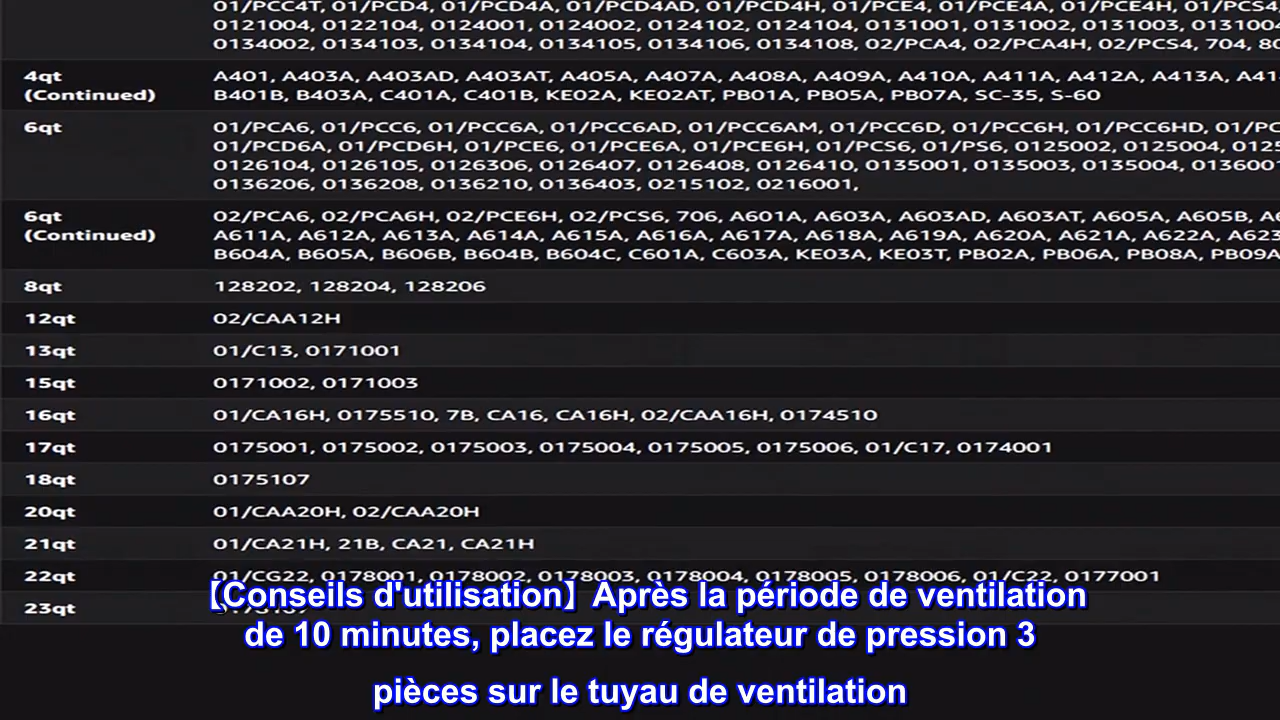 01/PCC4T, 01/PCD4, 01/PCD4A, 01/PCD4AD, 01/PCD4H, 01/PCE4, 01/PCE4A, 01/PCE4H, 01/PCS4,
0121004, 0122104, 0124001, 0124002, 0124102, 0124104, 0131001, 0131002, 0131003, 0131004
0134002, 0134103, 0134104, 0134105, 0134106, 0134108, 02/PCA4, 02/PCA4H, 02/PCS4, 704,
4qt A401, A403A, A403AD, A403AT, A405A, A407A, A408A, A409A, A410A, A411A, A412A, A413A,
(Continued) B401B, B403A, C401A, C401B, KE02A, KE02AT, PB01A, PB05A, PB07A, SC-35, S-60
6qt 01/PCA6, 01/PCC6, 01/PCC6A, 01/PCC6AD, 01/PCC6AM, 01/PCC6D, 01/PCC6H, 01/PCC6HD,
01/PCD6A, 01/PCD6H, 01/PCE6, 01/PCE6A, 01/PCE6H, 01/PCS6, 01/PS6, 0125002, 0125004,
0126104, 0126105, 0126306, 0126407, 0126408, 0126410, 0135001, 0135003, 0135004, 013600
0136206, 0136208, 0136210, 0136403, 0215102, 0216001,
6qt 02/PCA6, 02/PCA6H, 02/PCE6H, 02/PCS6, 706, A601A, A603A, A603AD, A603AT, A605A, A605B,
(Continued) A611A, A612A, A613A, A614A, A615A, A616A, A617A, A618A, A619A, A620A, A621A, A622A, A623
B604A, B605A, B606B, B604B, B604C, C601A, C603A, KE03A, KE03T, PB02A, PB06A, PB08A, PB09A
8qt 128202, 128204, 128206
12qt 02/CAA12H
13qt 01/C13, 0171001
15qt 0171002, 0171003
16qt 01/CA16H, 0175510, 7B, CA16, CA16H, 02/CAA16H, 0174510
17qt 0175001, 0175002, 0175003, 0175004, 0175005, 0175006, 01/C17, 0174001
18qt 0175107
20qt 01/CAA20H, 02/CAA20H
21qt 01/CA21H, 21B, CA21, CA21H
22qt 01/CG22, 0178001, 0178002, 0178003, 0178004, 0178005, 0178006, 01/C22, 0177001
23qt
【Conseils d'utilisation】Après la période de ventilation
de 10 minutes, placez le régulateur de pression 3
pièces sur le tuyau de ventilation